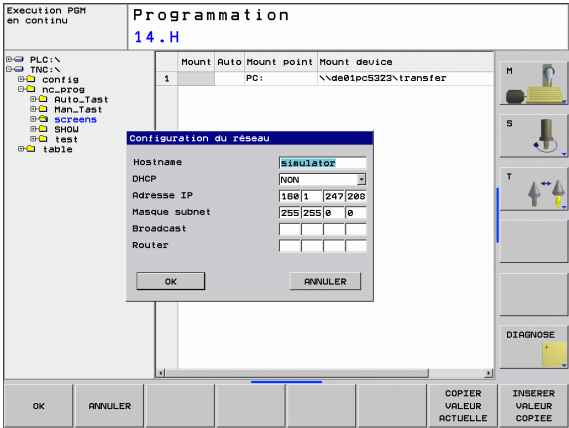 Execution PGM
en continu
Programmation
14.H
PLC:\
TNC:\
config
nc_prog
Auto_Tast
Man_Tast
screens
SHOW
test
table
Mount Auto Mount point Mount device
1 PC: \\de01pc5323\transfer
Configuration du réseau
Hostname simulator
DHCP NON
Adresse IP 160 1 247 208
Masque subnet 255 255 0 0
Broadcast
Router
OK ANNULER
M
S
T
DIAGNOSE
OK
ANNULER
COPIER
VALEUR
ACTUELLE
INSERER
VALEUR
COPIEE